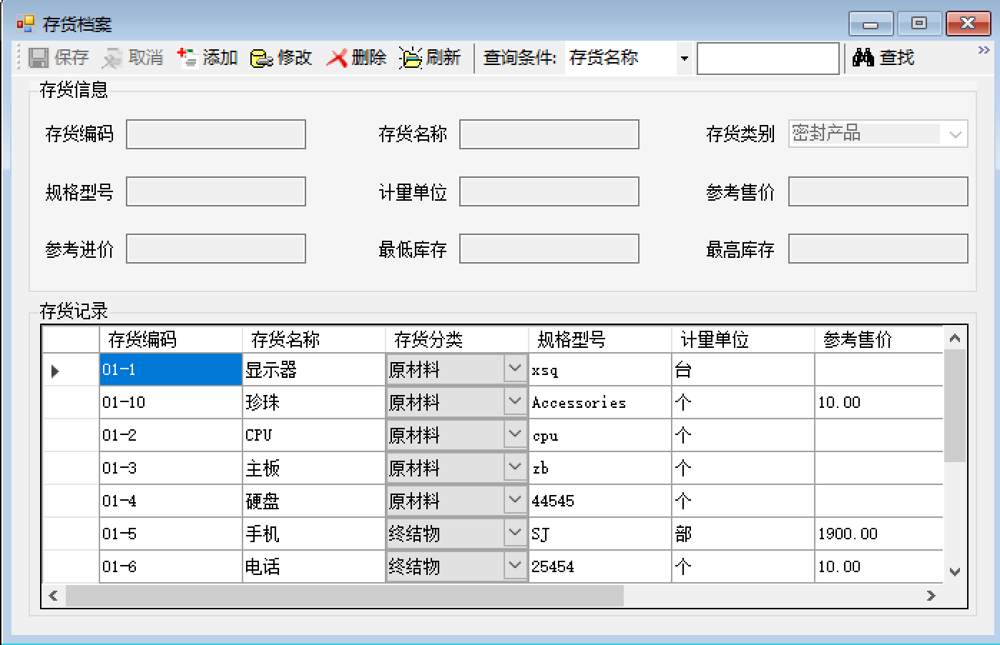 存货档案
保存 取消 添加 修改 删除 刷新 查询条件: 存货名称 查找
存货信息
存货编码 存货名称 存货类别 密封产品
规格型号 计量单位 参考售价
参考进价 最低库存 最高库存
存货记录
存货编码 存货名称 存货分类 规格型号 计量单位 参考售价
01-1 显示器 原材料 xsq 台
01-10 珍珠 原材料 Accessories 个 10.00
01-2 CPU 原材料 cpu 个
01-3 主板 原材料 zb 个
01-4 硬盘 原材料 44545 个
01-5 手机 终结物 SJ 部 1900.00
01-6 电话 终结物 25454 个 10.00